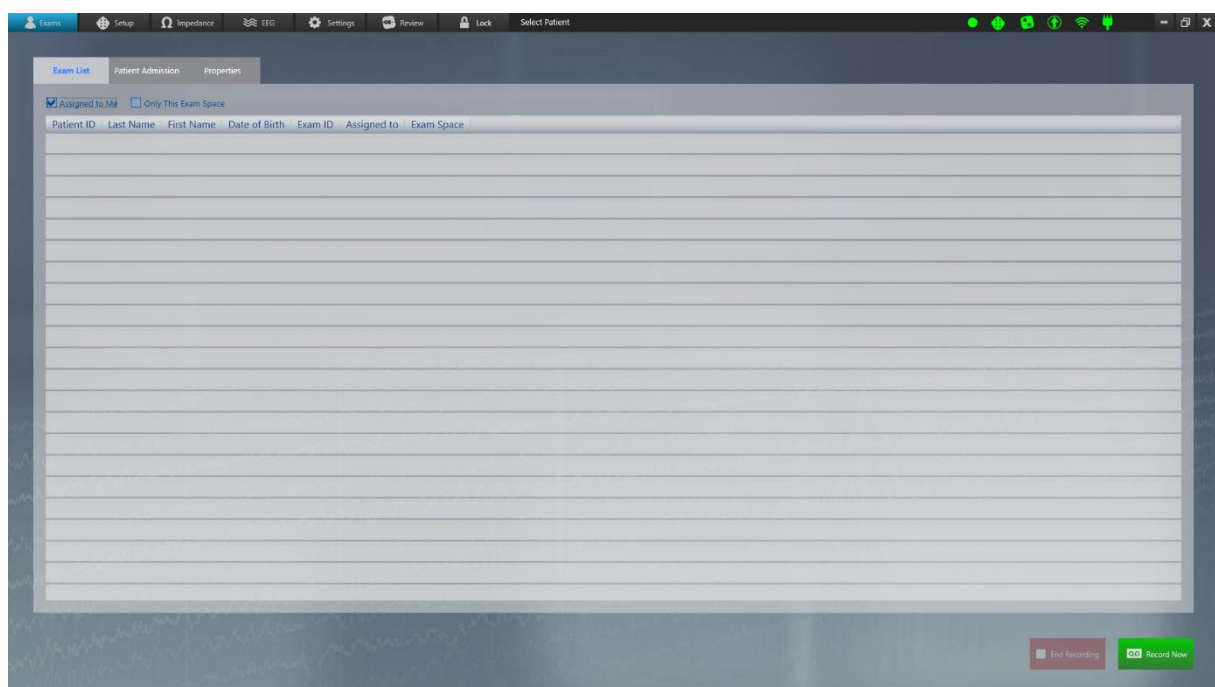 Exams Setup Ω Impedance EEG Settings Review Lock Select Patient X
Exam List Patient Admission Properties
Assigned to Me Only This Exam Space
Patient ID Last Name First Name Date of Birth Exam ID Assigned to Exam Space
End Recording Record Now